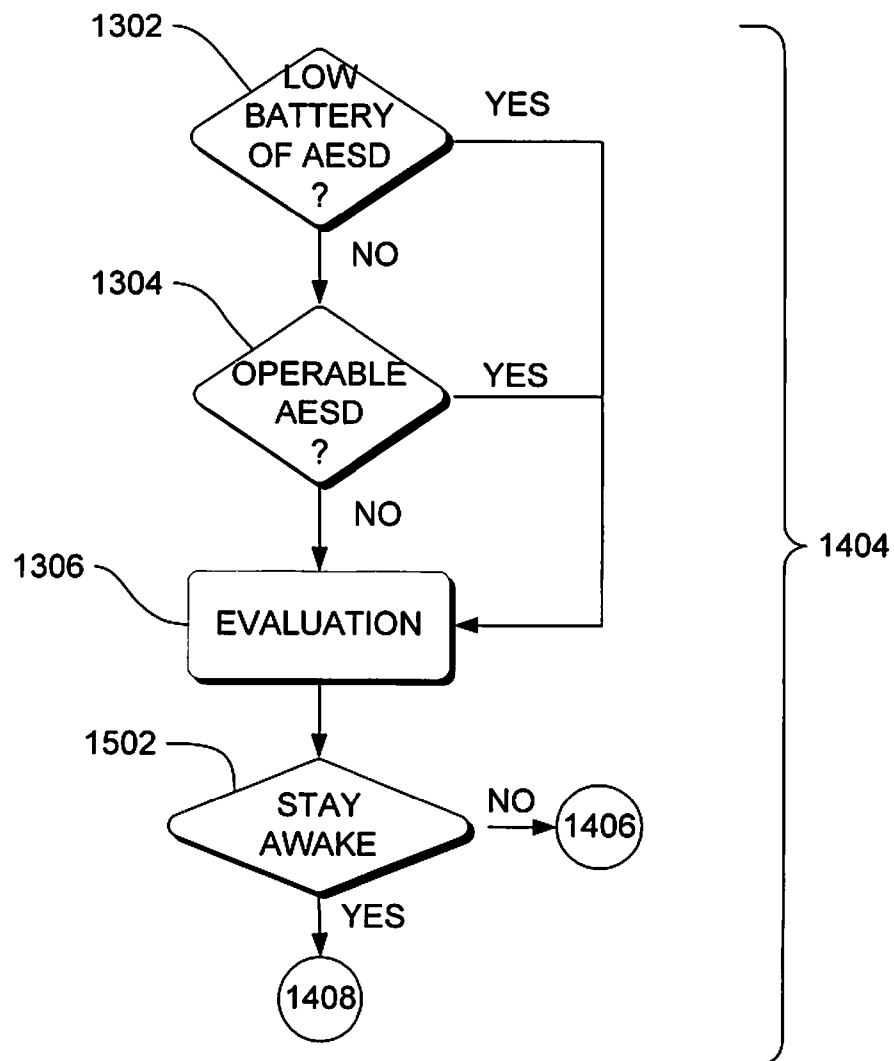 1302
LOW
BATTERY
OF AESD
?
YES
NO
1304
OPERABLE
AESD
?
YES
NO
1404
1306
EVALUATION
1502
STAY
AWAKE
NO
1406
YES
1408